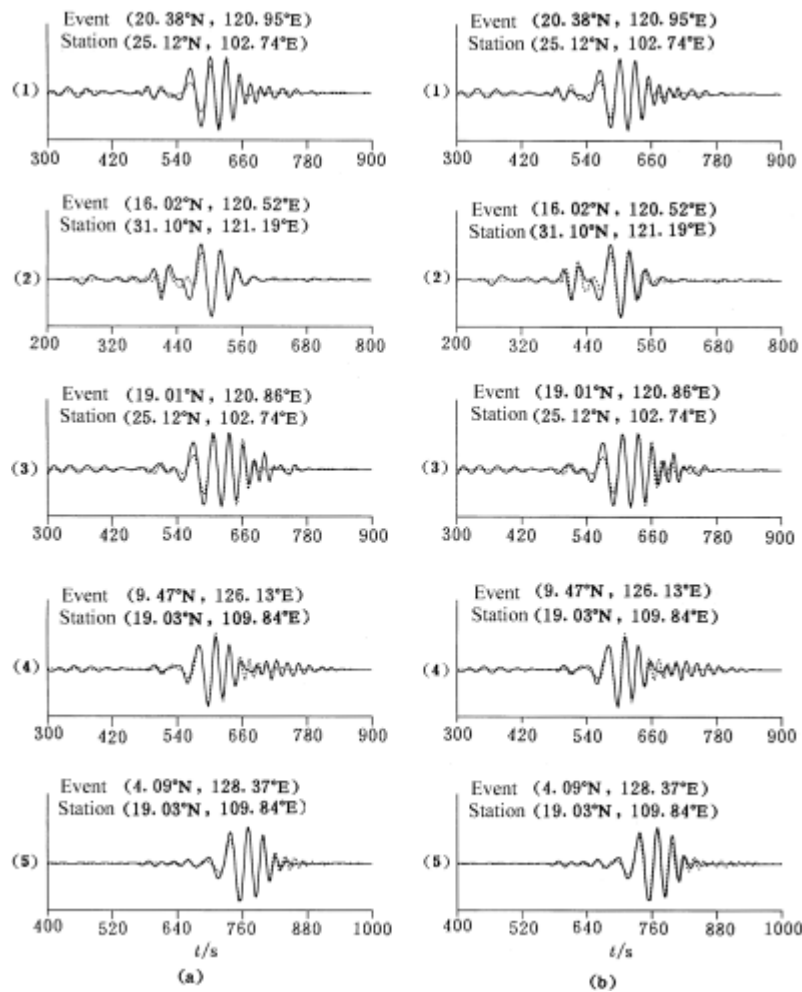 Event (20.38°N, 120.95°E)
Station (25.12°N, 102.74°E)
(1)
300 420 540 660 780 900
Event (16.02°N, 120.52°E)
Station (31.10°N, 121.19°E)
(2)
200 320 440 560 680 800
Event (19.01°N, 120.86°E)
Station (25.12°N, 102.74°E)
(3)
300 420 540 660 780 900
Event (9.47°N, 126.13°E)
Station (19.03°N, 109.84°E)
(4)
300 420 540 660 780 900
Event (4.09°N, 128.37°E)
Station (19.03°N, 109.84°E)
(5)
400 520 640 760 880 1000
t/s
(a)
Event (20.38°N, 120.95°E)
Station (25.12°N, 102.74°E)
(1)
300 420 540 660 780 900
Event (16.02°N, 120.52°E)
Station (31.10°N, 121.19°E)
(2)
200 320 440 560 680 800
Event (19.01°N, 120.86°E)
Station (25.12°N, 102.74°E)
(3)
300 420 540 660 780 900
Event (9.47°N, 126.13°E)
Station (19.03°N, 109.84°E)
(4)
300 420 540 660 780 900
Event (4.09°N, 128.37°E)
Station (19.03°N, 109.84°E)
(5)
400 520 640 760 880 1000
t/s
(b)